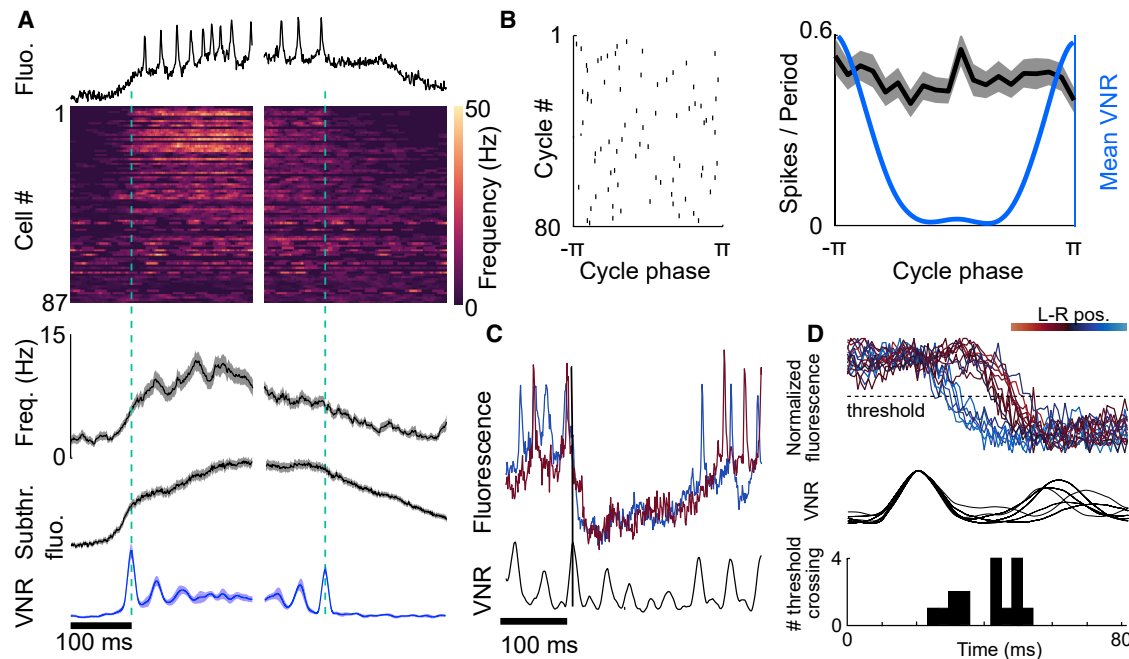 A
Fluo.
1
Cell #
87
50
Frequency (Hz)
0
15
Freq. (Hz)
0
Subthr.
fluo.
VNR
100 ms
B
1
Cycle #
80
-π
π
Cycle phase
0.6
Spikes / Period
0
Mean VNR
-π
π
Cycle phase
C
Fluorescence
VNR
100 ms
D
L-R pos.
Normalized
fluorescence
threshold
VNR
4
# threshold
crossing
0
0
80
Time (ms)